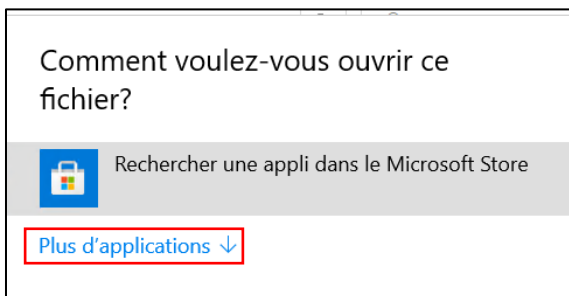 Comment voulez-vous ouvrir ce
fichier?
Rechercher une appli dans le Microsoft Store
Plus d'applications ↓